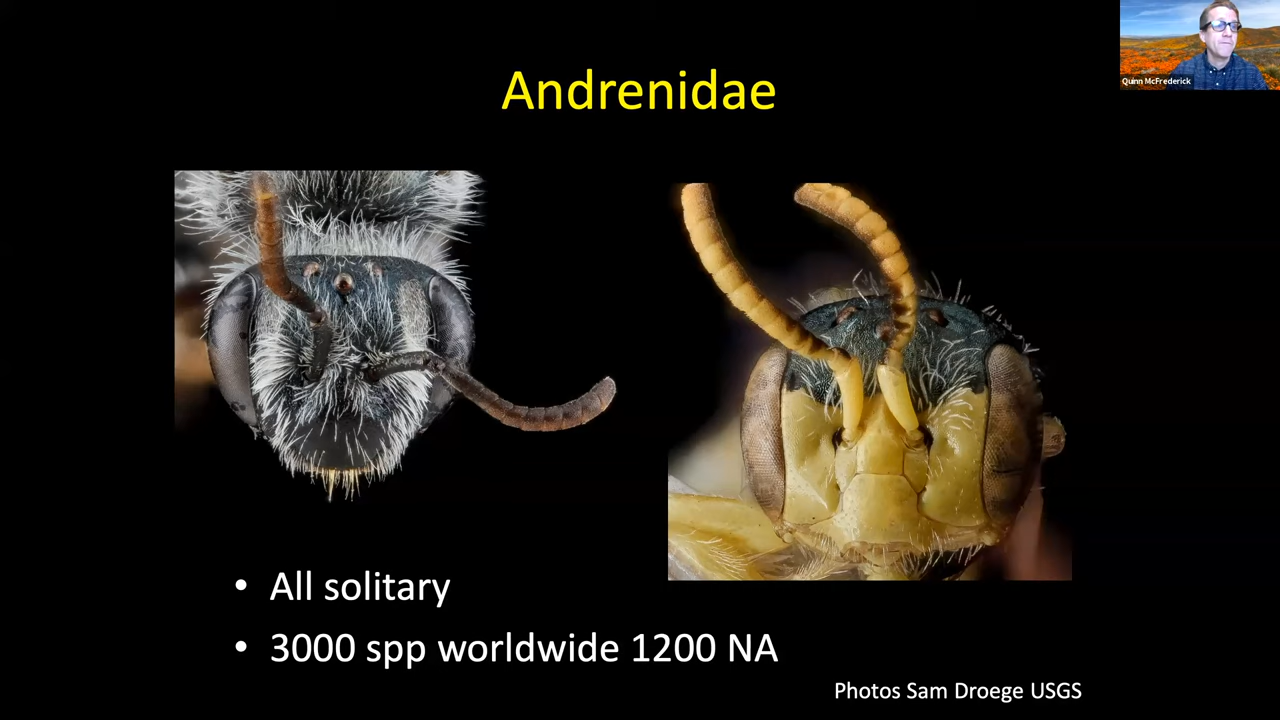 Quinn McFrederick
Andrenidae
• All solitary
• 3000 spp worldwide 1200 NA
Photos Sam Droege USGS